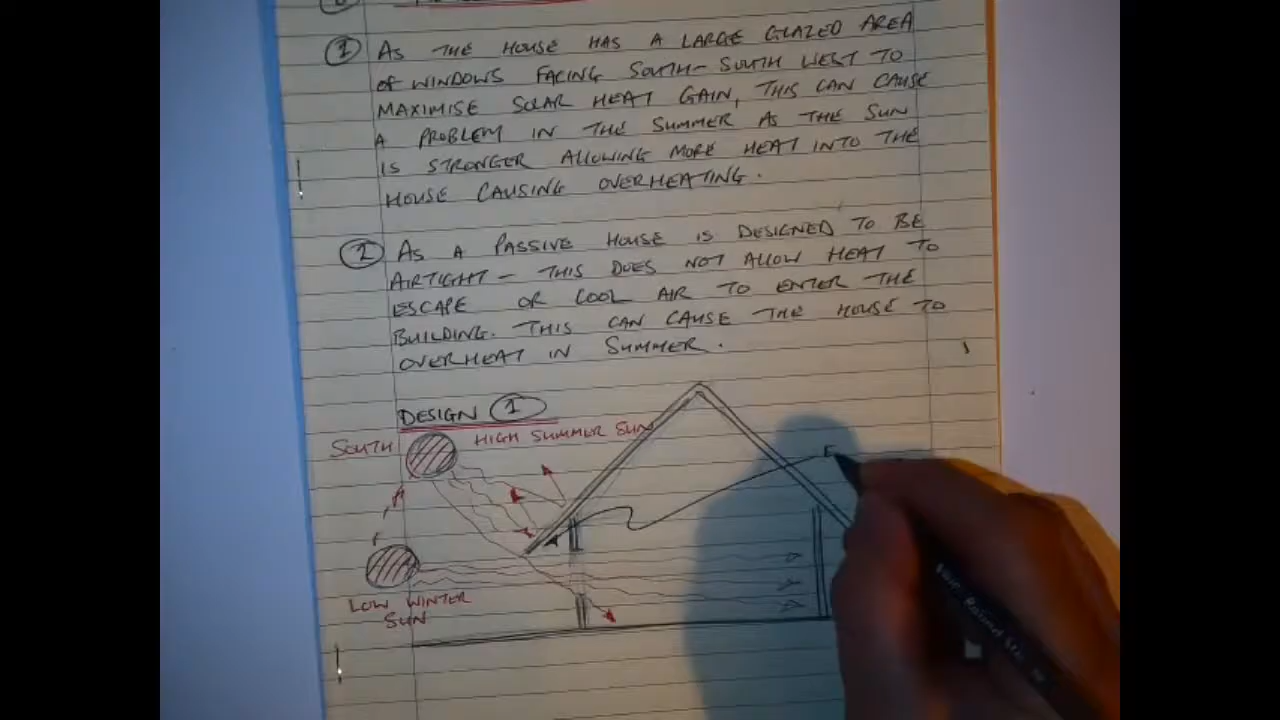 ① AS THE HOUSE HAS A LARGE GLAZED AREA
OF WINDOWS FACING SOUTH-SOUTH WEST TO
MAXIMISE SOLAR HEAT GAIN, THIS CAN CAUSE
A PROBLEM IN THE SUMMER AS THE SUN
IS STRONGER ALLOWING MORE HEAT INTO THE
HOUSE CAUSING OVERHEATING.
② AS A PASSIVE HOUSE IS DESIGNED TO BE
AIRTIGHT - THIS DOES NOT ALLOW HEAT TO
ESCAPE OR COOL AIR TO ENTER THE
BUILDING. THIS CAN CAUSE THE HOUSE TO
OVERHEAT IN SUMMER.
DESIGN ①
SOUTH
HIGH SUMMER SUN
LOW WINTER
SUN